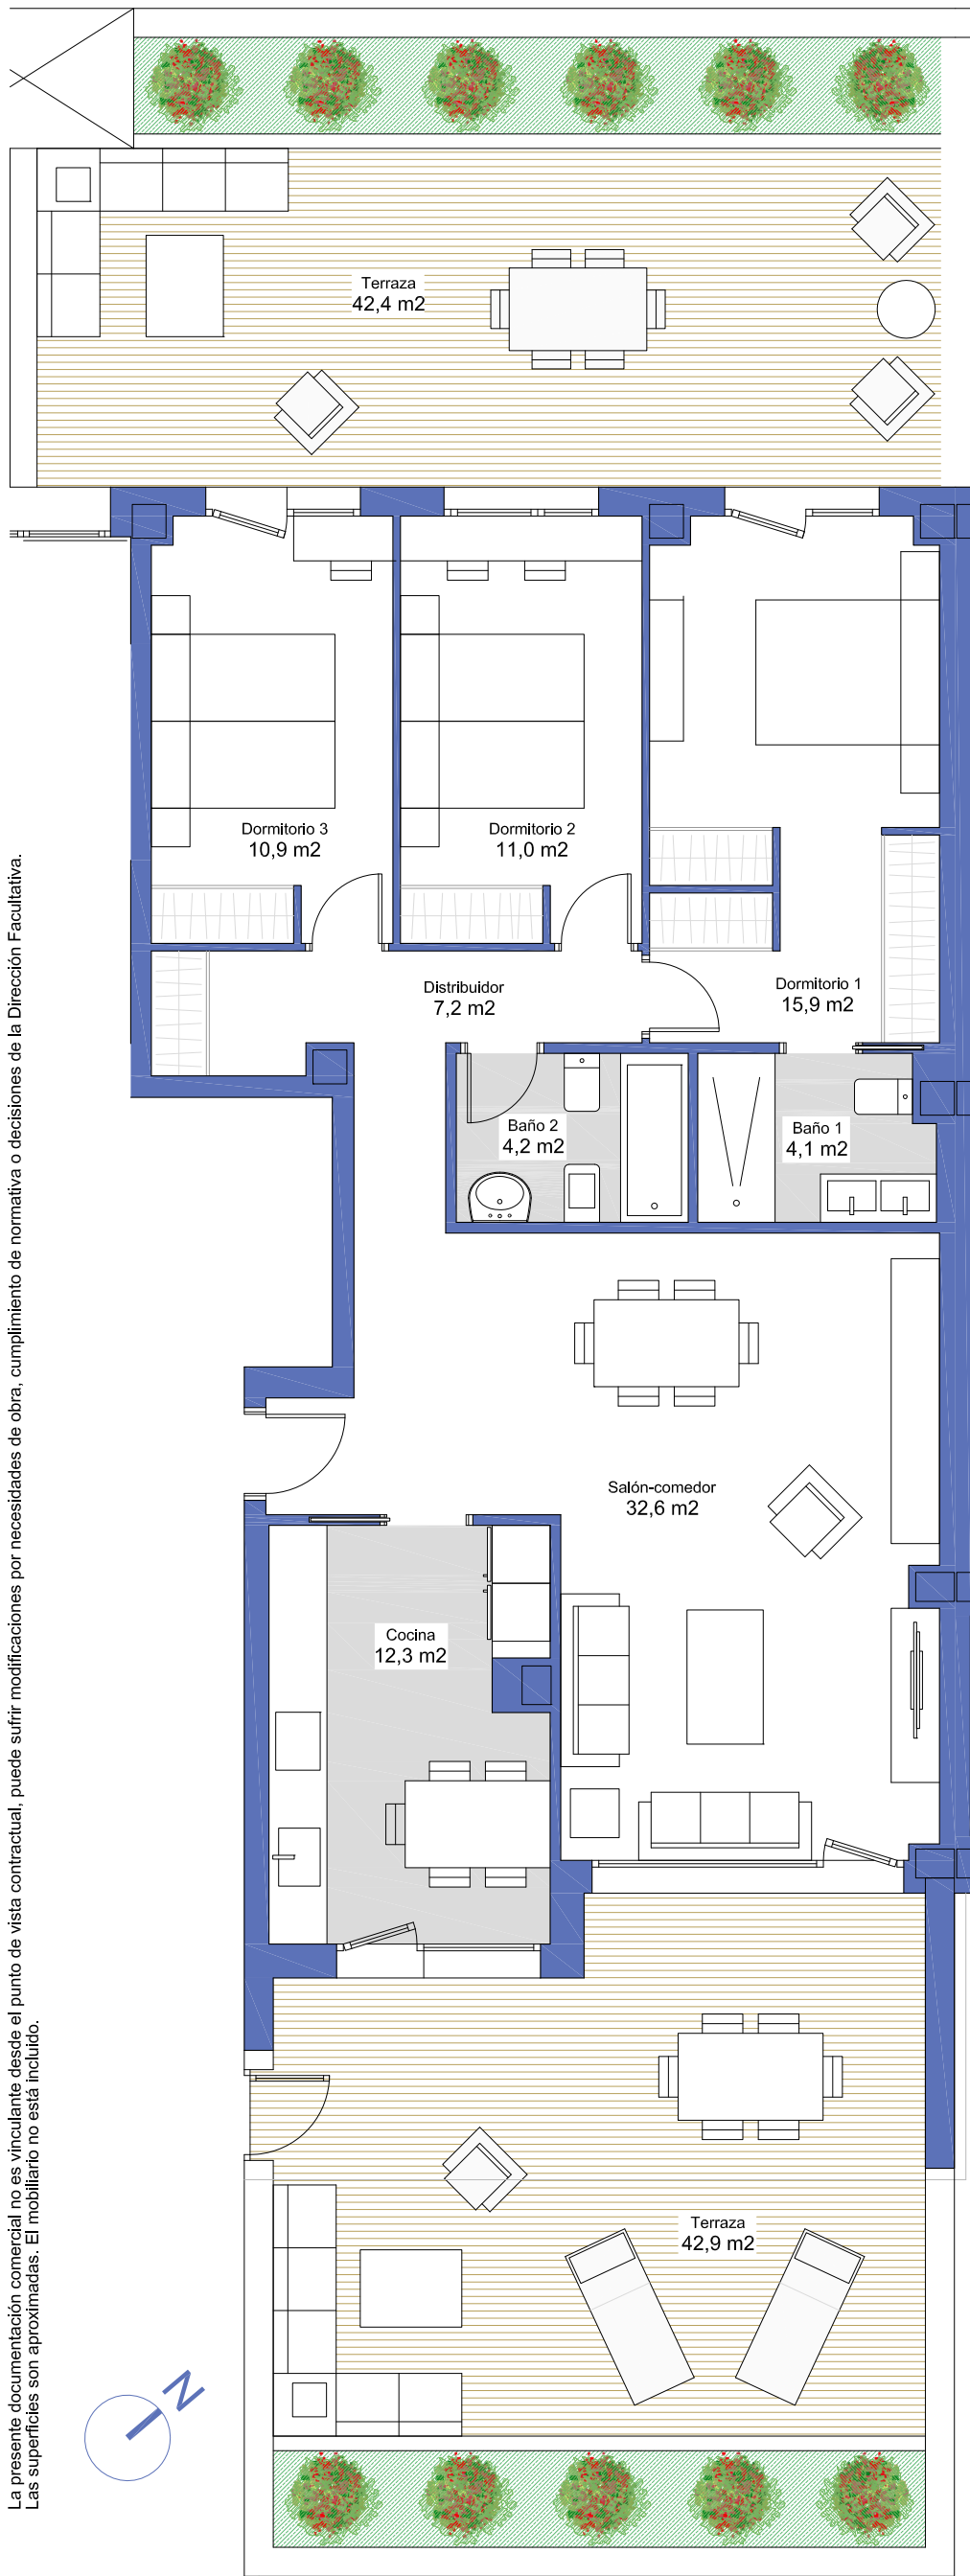 Terraza
42,4 m2
Dormitorio 3
10,9 m2
Dormitorio 2
11,0 m2
Distribuidor
7,2 m2
Dormitorio 1
15,9 m2
Baño 2
4,2 m2
Baño 1
4,1 m2
Salón-comedor
32,6 m2
Cocina
12,3 m2
Terraza
42,9 m2
N
La presente documentación comercial no es vinculante desde el punto de vista contractual, puede sufrir modificaciones por necesidades de obra, cumplimiento de normativa o decisiones de la Dirección Facultativa.
Las superficies son aproximadas. El mobiliario no está incluido.